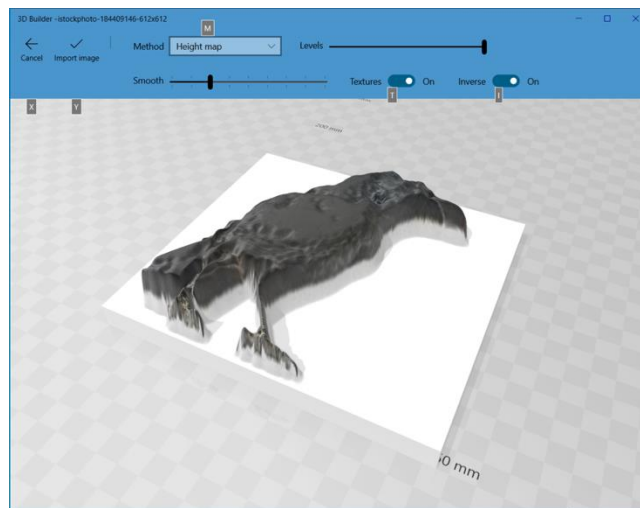 3D Builder -istockphoto-184409146-612x612
M
Method Height map Levels
Cancel Import image
Smooth Textures On Inverse On
T I
X Y
200 mm
50 mm